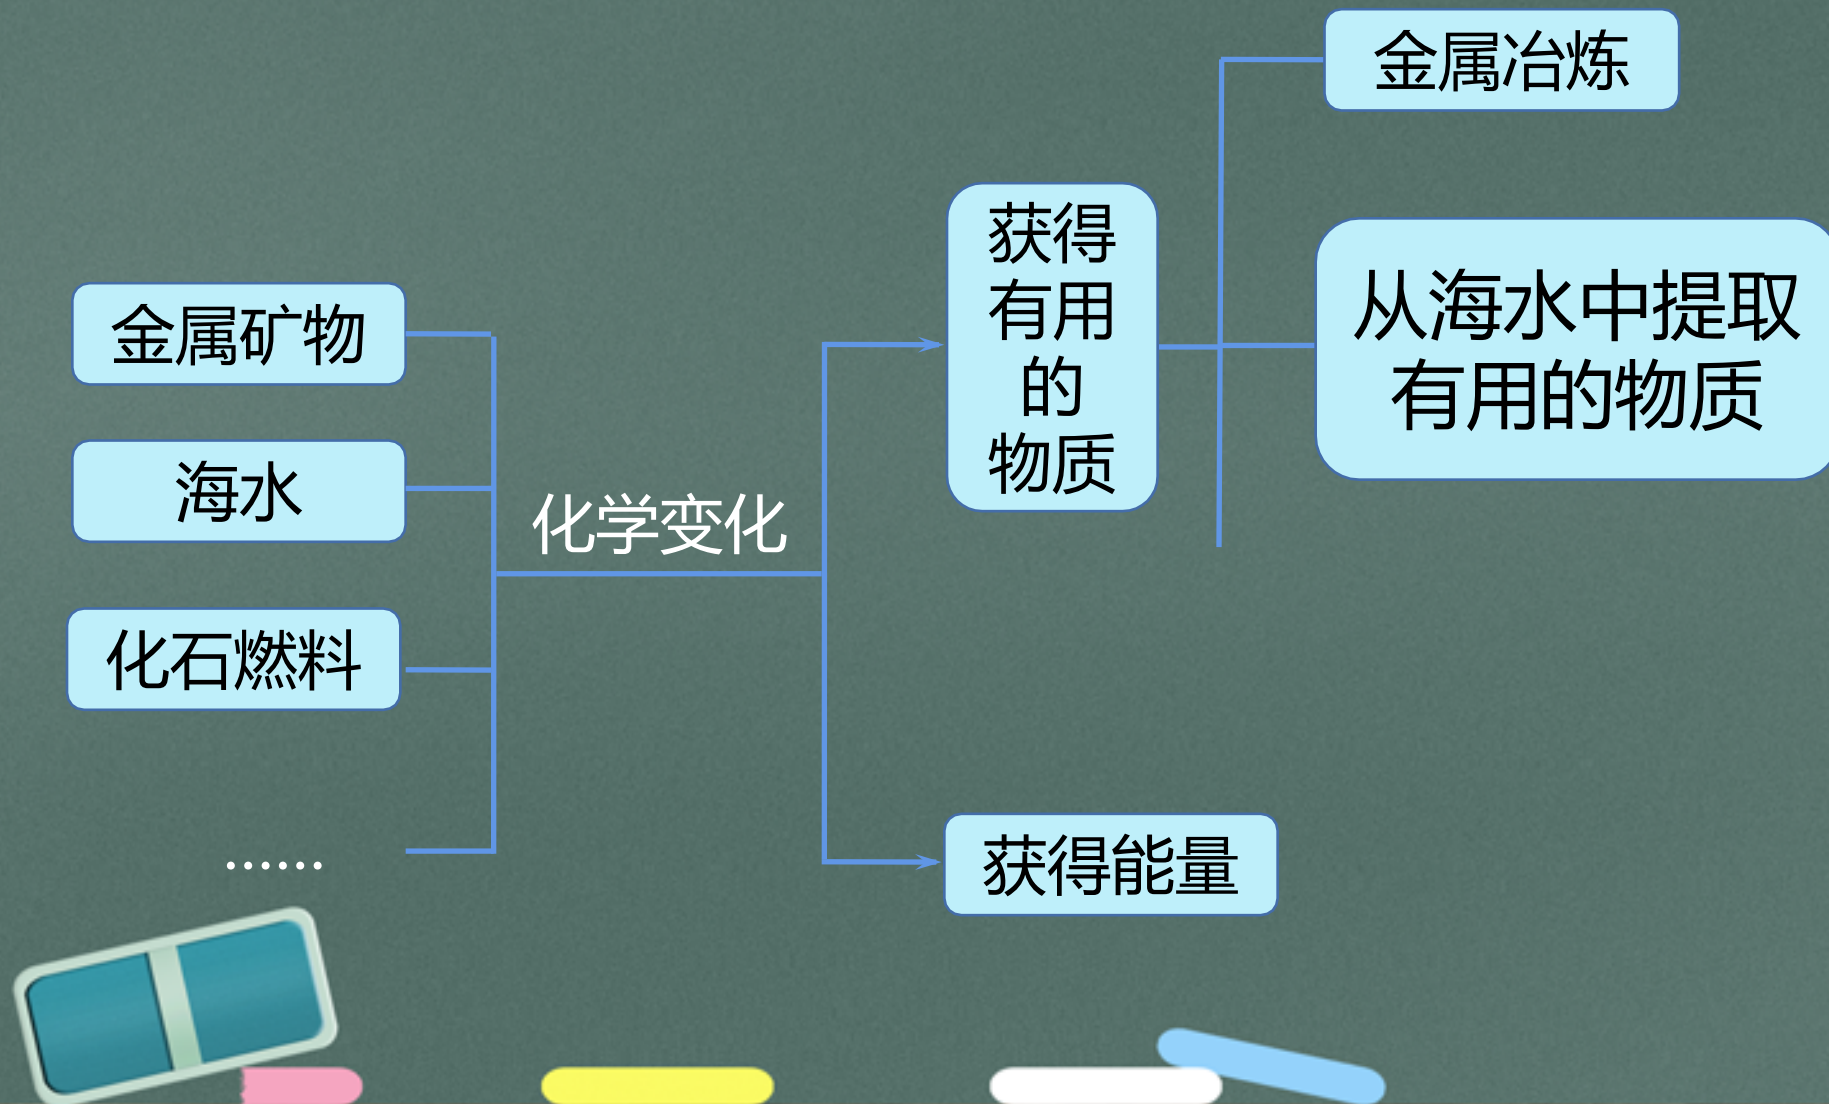 金属矿物
海水
化石燃料
……
化学变化
获得
有用
的
物质
获得能量
金属冶炼
从海水中提取
有用的物质